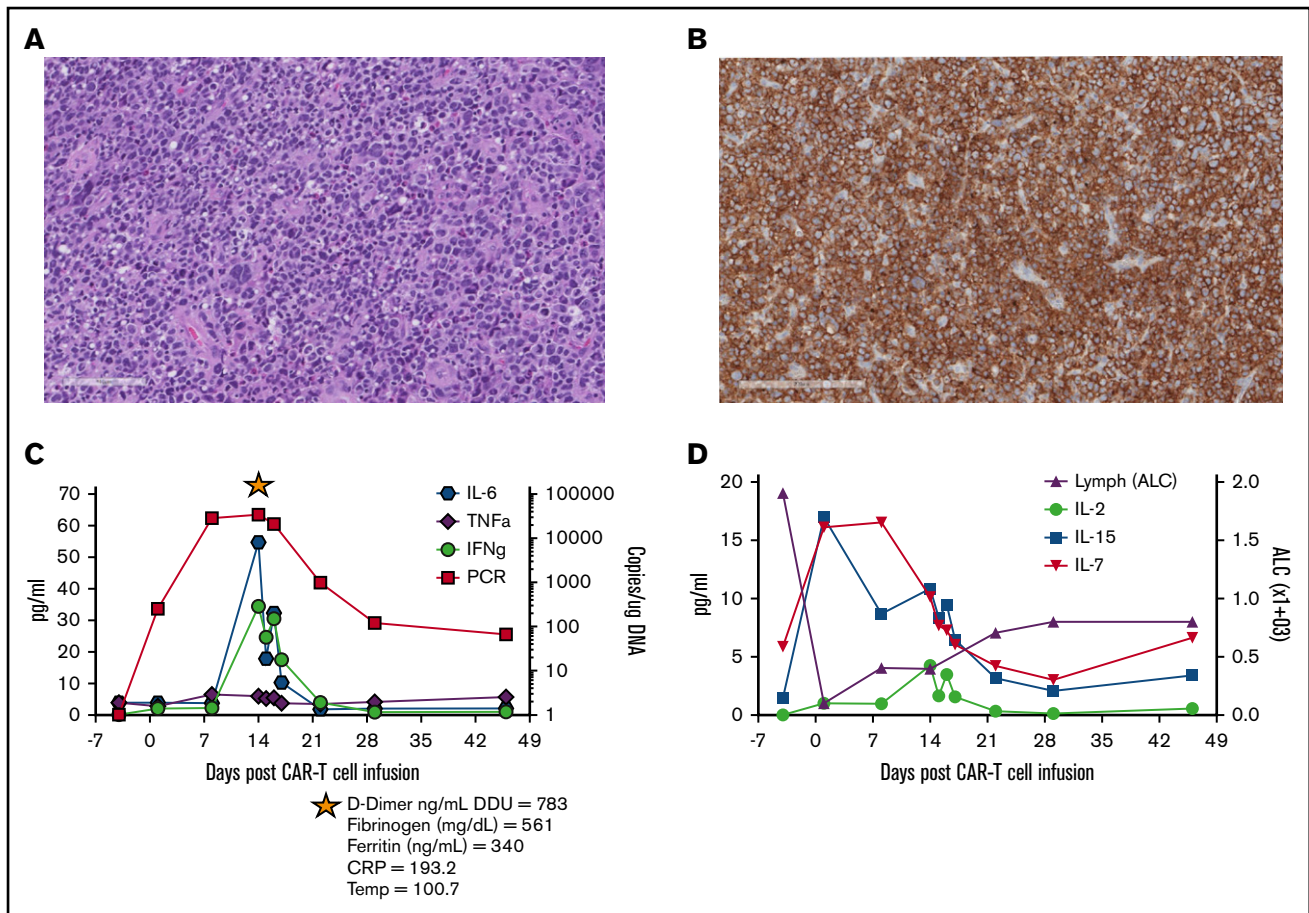 A
B
C
70
60
50
40
30
20
10
0
pg/ml
-7
0
7
14
21
28
35
42
49
Days post CAR-T cell infusion
IL-6
TNFa
IFNg
PCR
100000
10000
1000
100
10
1
Copies/ug DNA
D-Dimer ng/mL DDU = 783
Fibrinogen (mg/dL) = 561
Ferritin (ng/mL) = 340
CRP = 193.2
Temp = 100.7
D
20
15
10
5
0
pg/ml
-7
0
7
14
21
28
35
42
49
Days post CAR-T cell infusion
Lymph (ALC)
IL-2
IL-15
IL-7
2.0
1.5
1.0
0.5
0.0
ALC (x1+03)